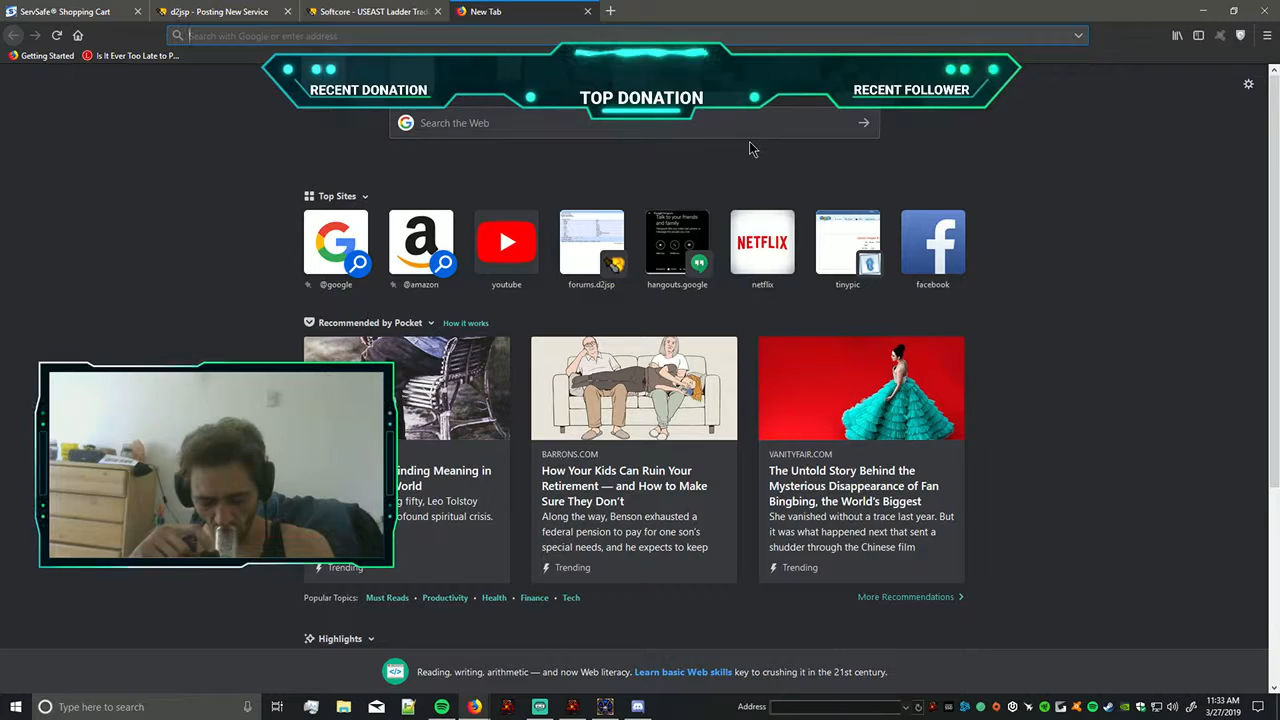 ServSafe® Shopping Cart
d2jsp - Posting New Service
Softcore - USEAST Ladder Trad
New Tab
Search with Google or enter address
Getting Started
Is It Ever Too Late to P...
RECENT DONATION
TOP DONATION
RECENT FOLLOWER
Search the Web
Top Sites
@google
@amazon
youtube
forums.d2jsp
hangouts.google
netflix
tinypic
facebook
Talk to your friends
and family
NETFLIX
Recommended by Pocket
How it works
inding Meaning in
World
g fifty, Leo Tolstoy
ofound spiritual crisis.
Trending
BARRONS.COM
How Your Kids Can Ruin Your
Retirement — and How to Make
Sure They Don't
Along the way, Benson exhausted a
federal pension to pay for one son's
special needs, and he expects to keep
Trending
VANITYFAIR.COM
The Untold Story Behind the
Mysterious Disappearance of Fan
Bingbing, the World's Biggest
She vanished without a trace last year. But
it was what happened next that sent a
shudder through the Chinese film
Trending
Popular Topics: Must Reads • Productivity • Health • Finance • Tech
More Recommendations
Highlights
Reading, writing, arithmetic — and now Web literacy. Learn basic Web skills key to crushing it in the 21st century.
Type here to search
Address
11:33 AM
3/27/2019